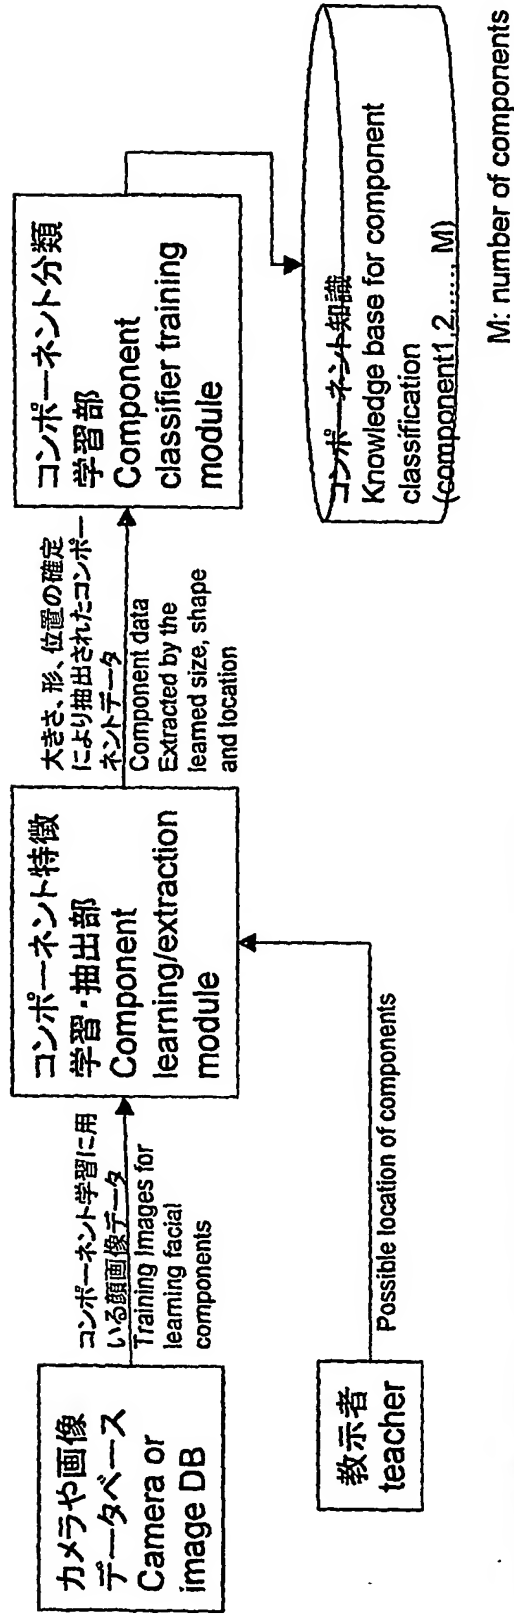 カメラや画像
データベース
Camera or
image DB
コンポーネント学習に用
いる顔画像データ
Training Images for
learning facial
components
コンポーネント特徴
学習・抽出部
Component
learning/extraction
module
大きさ、形、位置の確定
により抽出されたコンポー
ネントデータ
Component data
Extracted by the
learned size, shape
and location
コンポーネント分類
学習部
Component
classifier training
module
コンポーネント知識
Knowledge base for component
classification
(component1,2,....., M)
M: number of components
教示者
teacher
Possible location of components